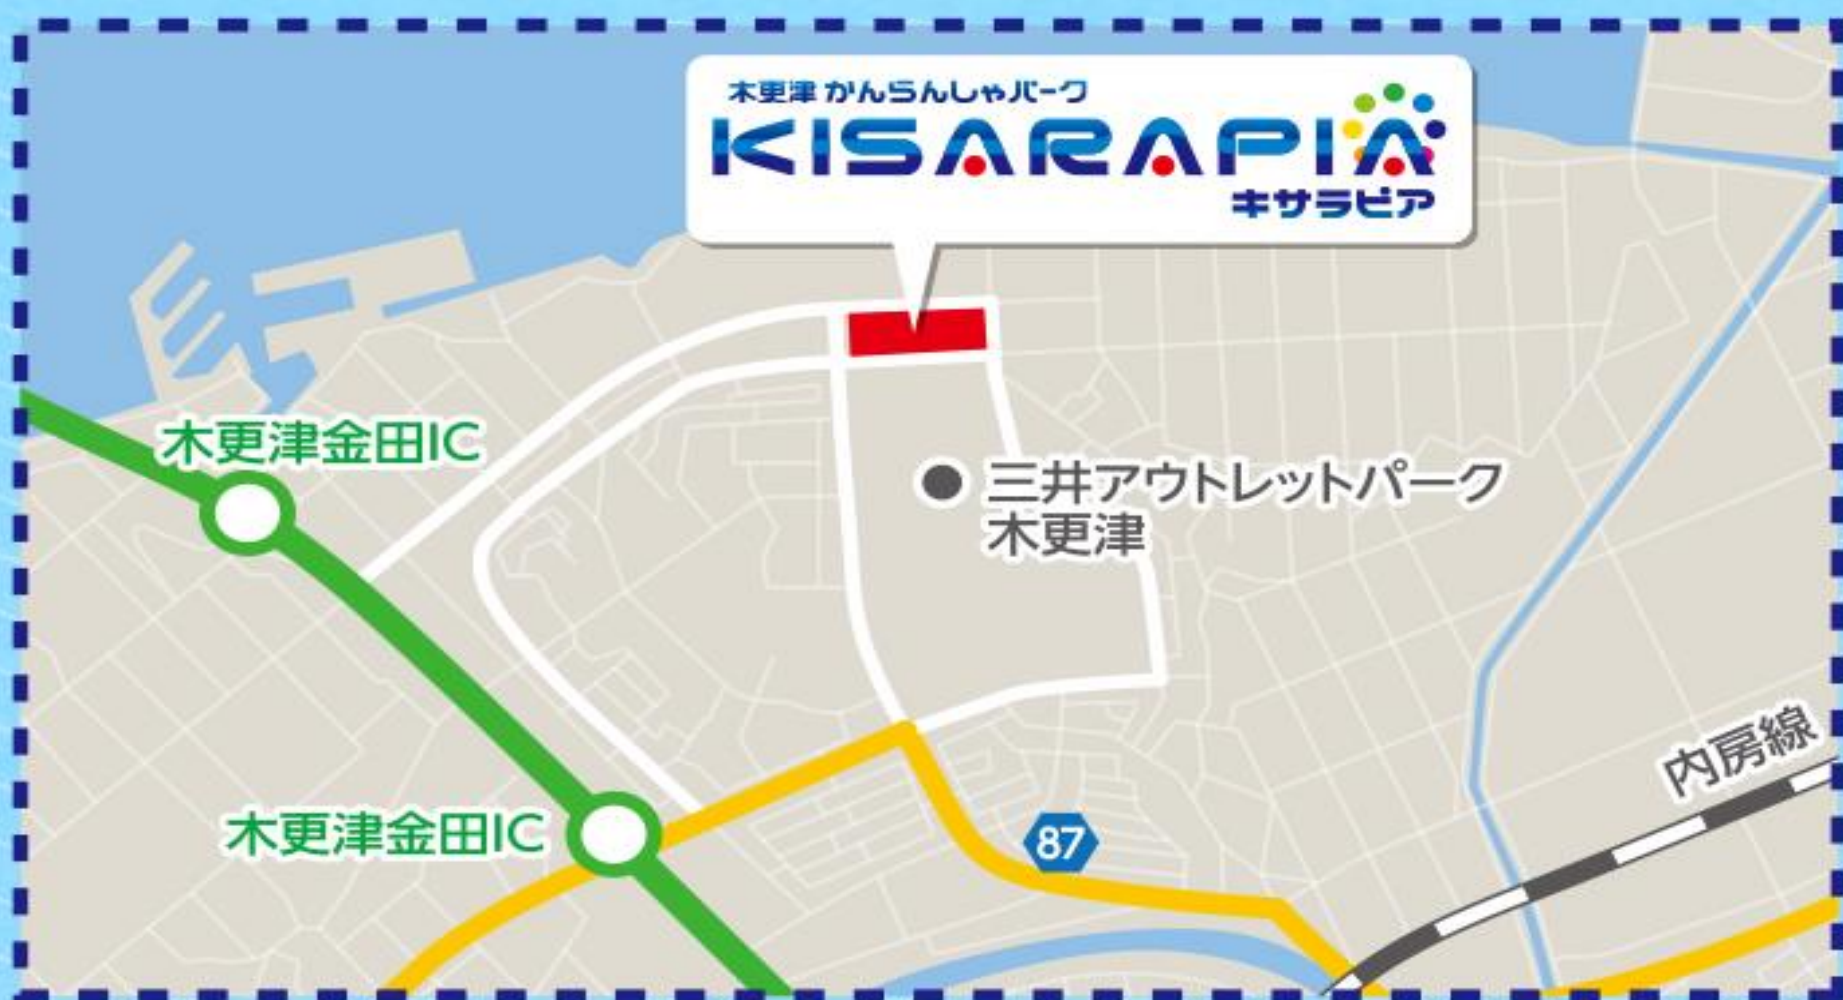 木更津 かんらんしゃパーク
KISARAPIA
キサラピア
木更津金田IC
三井アウトレットパーク
木更津
内房線
木更津金田IC
87